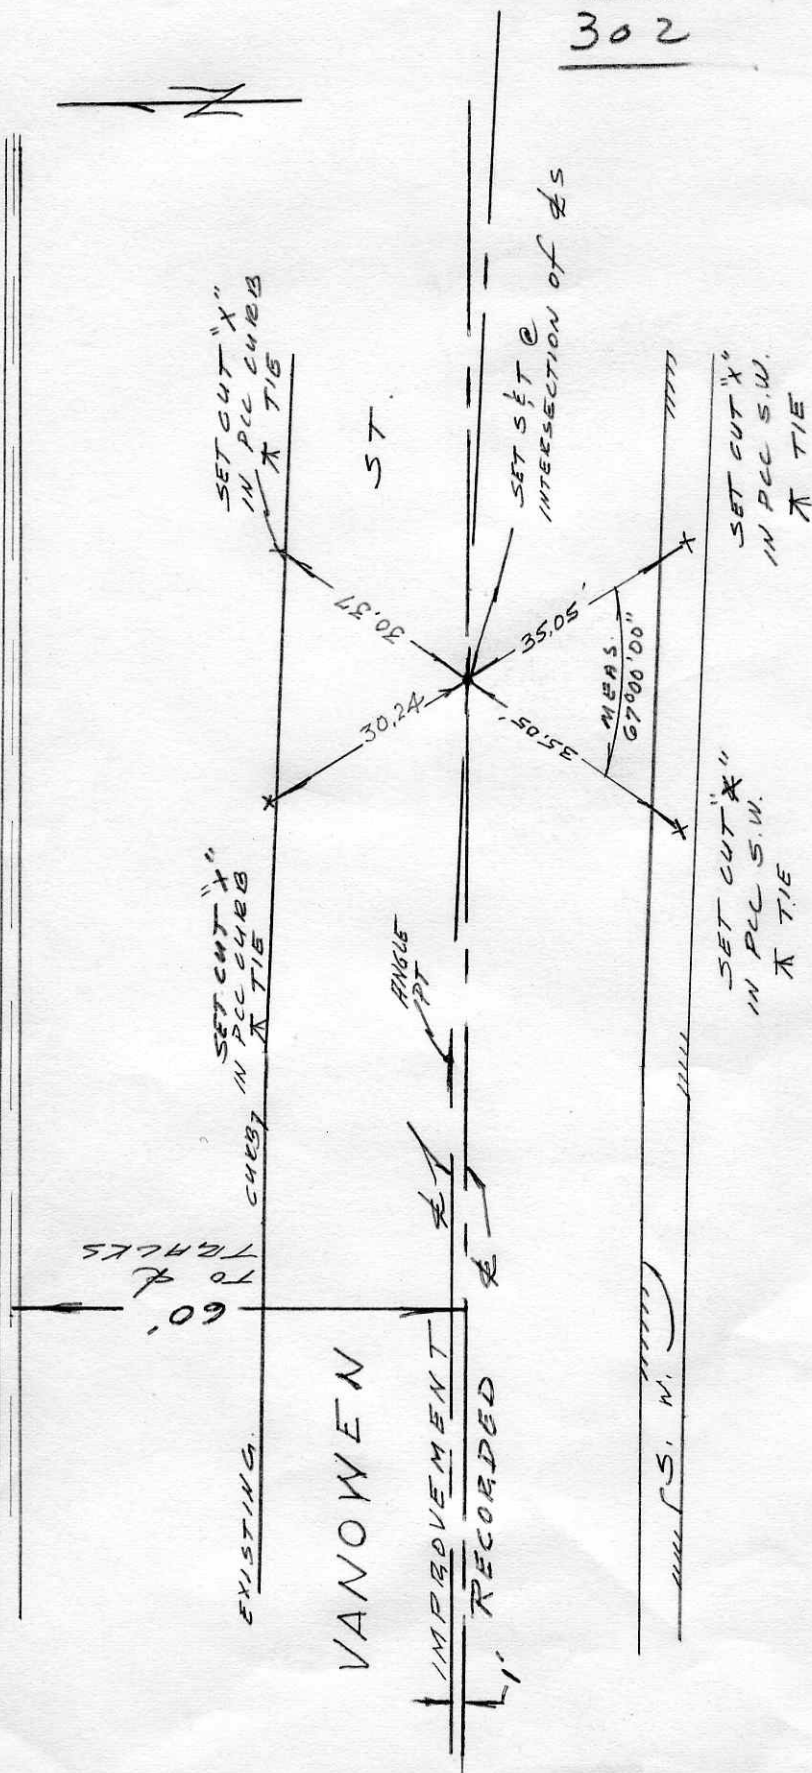 302
N
SET CUT "X"
IN PCC CURB
TIE
ST.
SET S&T @
INTERSECTION of ℄s
SET CUT "X"
IN PCC CURB
TIE
30.37
30.24
35.05'
35.05'
MEAS.
67°00'00"
SET CUT "X"
IN PCC S.W.
TIE
SET CUT "X"
IN PCC S.W.
TIE
ANGLE
PT
℄
℄
60'
TO ℄
TRACKS
EXISTING
CURB
VANOWEN
IMPROVEMENT
RECORDED
1'
S. W.